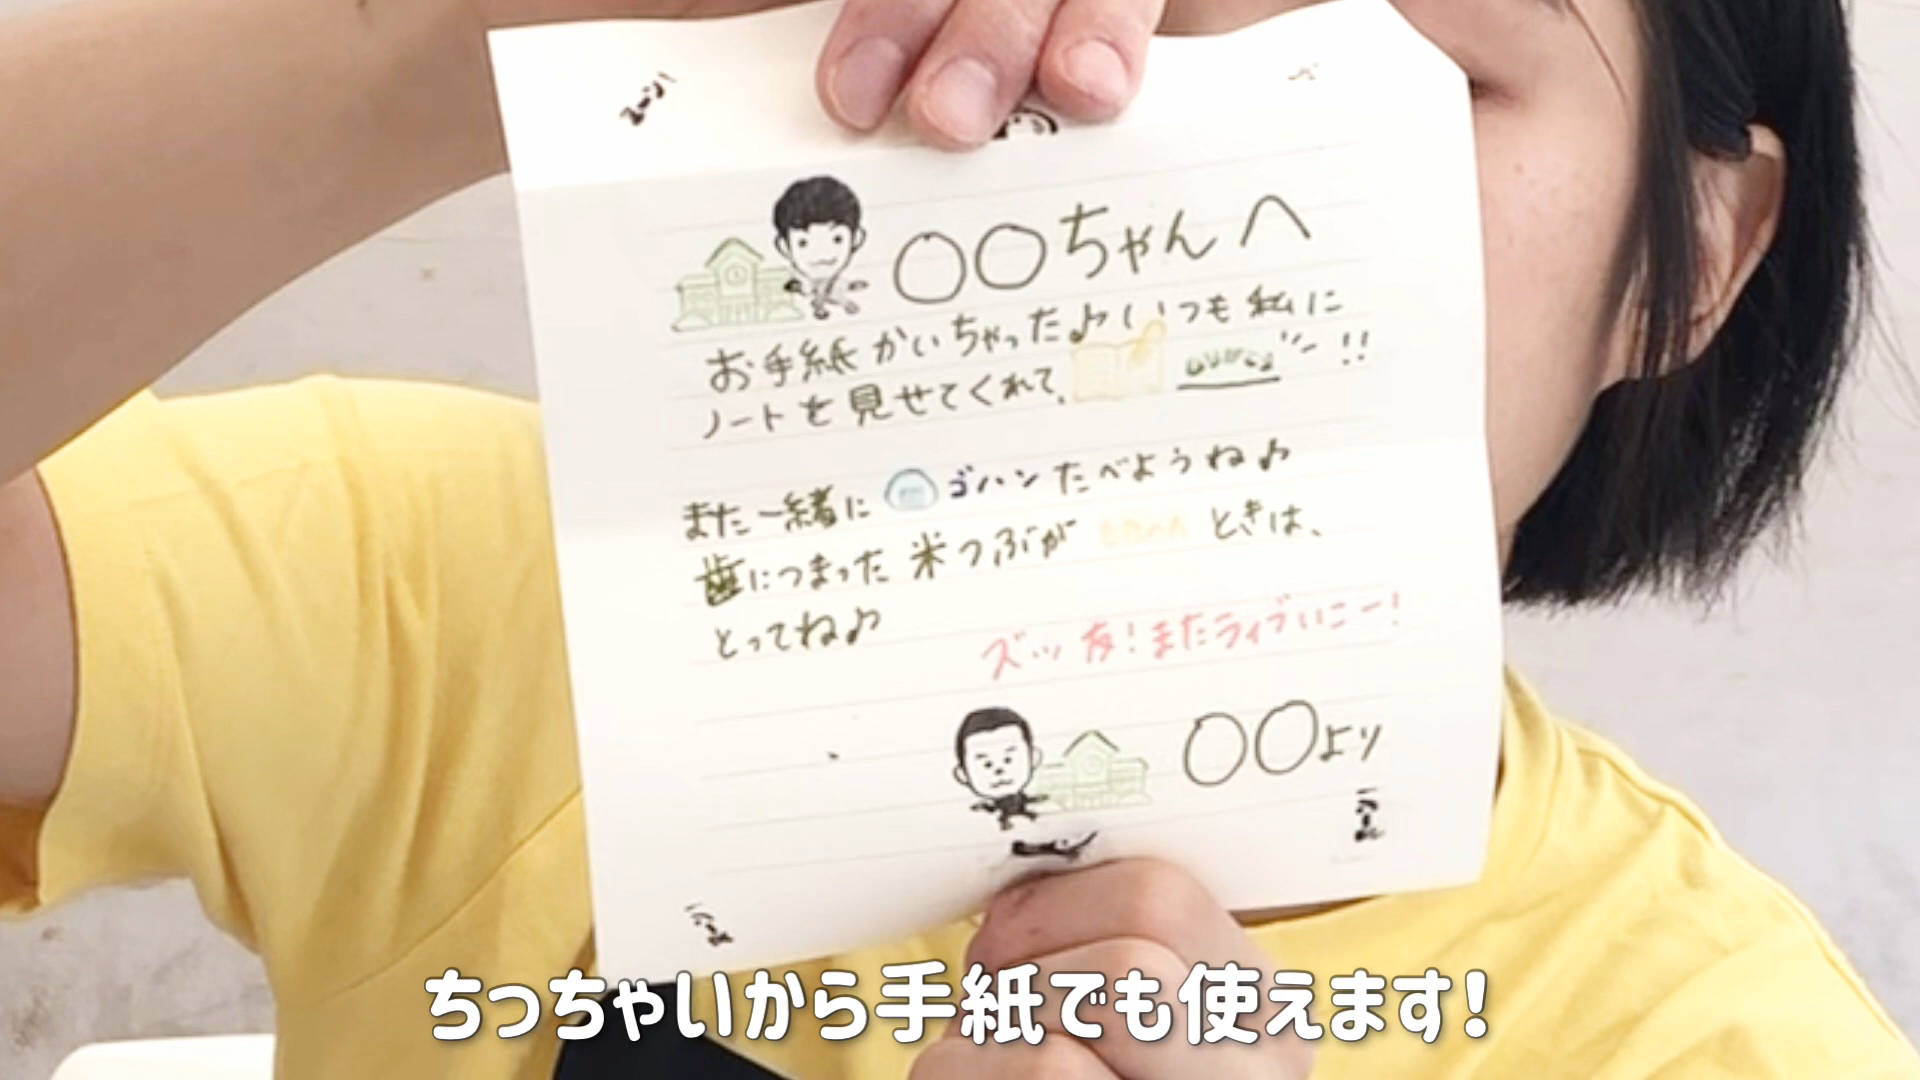 ○○ちゃんへ
お手紙かいちゃった♪いつも私に
ノートを見せてくれて、 !!
また一緒に ゴハンたべようね♪
歯につまった米つぶが ときは、
とってね♪
ズッ友!またライブいこー!
○○より
ちっちゃいから手紙でも使えます!